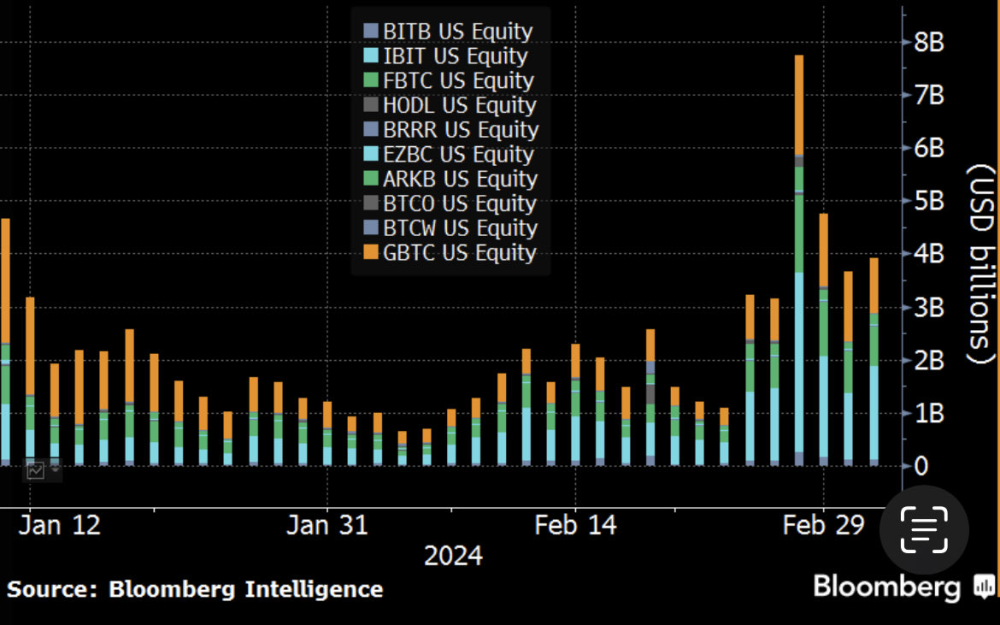 BITB US Equity
IBIT US Equity
FBTC US Equity
HODL US Equity
BRRR US Equity
EZBC US Equity
ARKB US Equity
BTCO US Equity
BTCW US Equity
GBTC US Equity
8B
7B
6B
5B
4B
3B
2B
1B
0
(USD billions)
Jan 12 Jan 31 Feb 14 Feb 29
2024
Source: Bloomberg Intelligence
Bloomberg